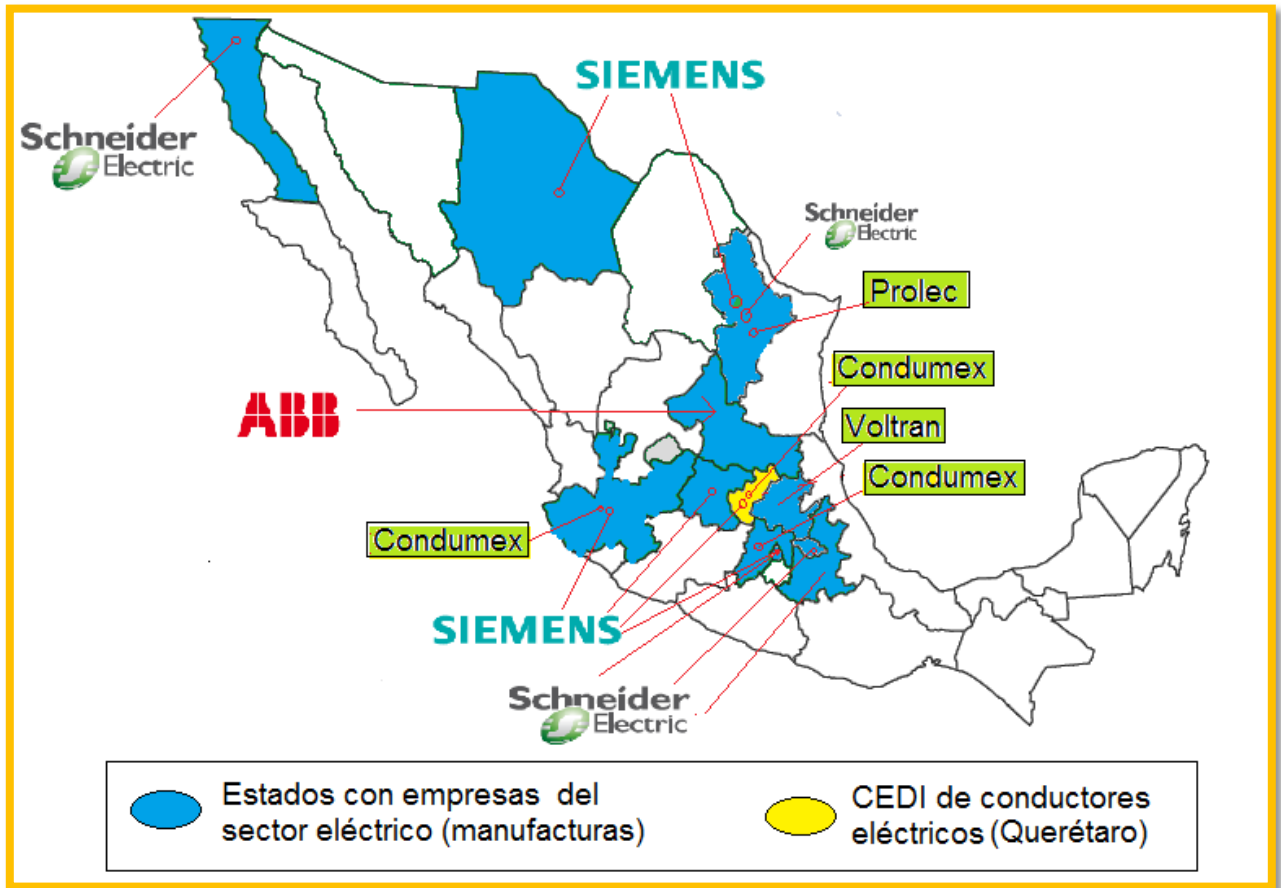 SIEMENS
Schneider
Electric
Schneider
Electric
Prolec
Condumex
ABB
Voltran
Condumex
Condumex
SIEMENS
Schneider
Electric
Estados con empresas del
sector eléctrico (manufacturas)
CEDI de conductores
eléctricos (Querétaro)